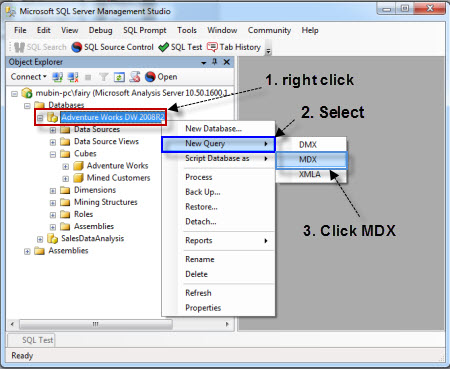 Microsoft SQL Server Management Studio
File Edit View Debug SQL Prompt Tools Window Community Help
SQL Search SQL Source Control SQL Test Tab History
Object Explorer
Connect Open
1. right click
mubin-pc\fairy (Microsoft Analysis Server 10.50.1600.1
Databases
Adventure Works DW 2008R2
2. Select
Data Sources
New Database...
Data Source Views
New Query
DMX
Cubes
Script Database as
MDX
Adventure Works
Process
XMLA
Mined Customers
Back Up...
Dimensions
Restore...
Mining Structures
Detach...
3. Click MDX
Roles
Assemblies
Reports
SalesDataAnalysis
Assemblies
Rename
Delete
Refresh
Properties
SQL Test
Ready